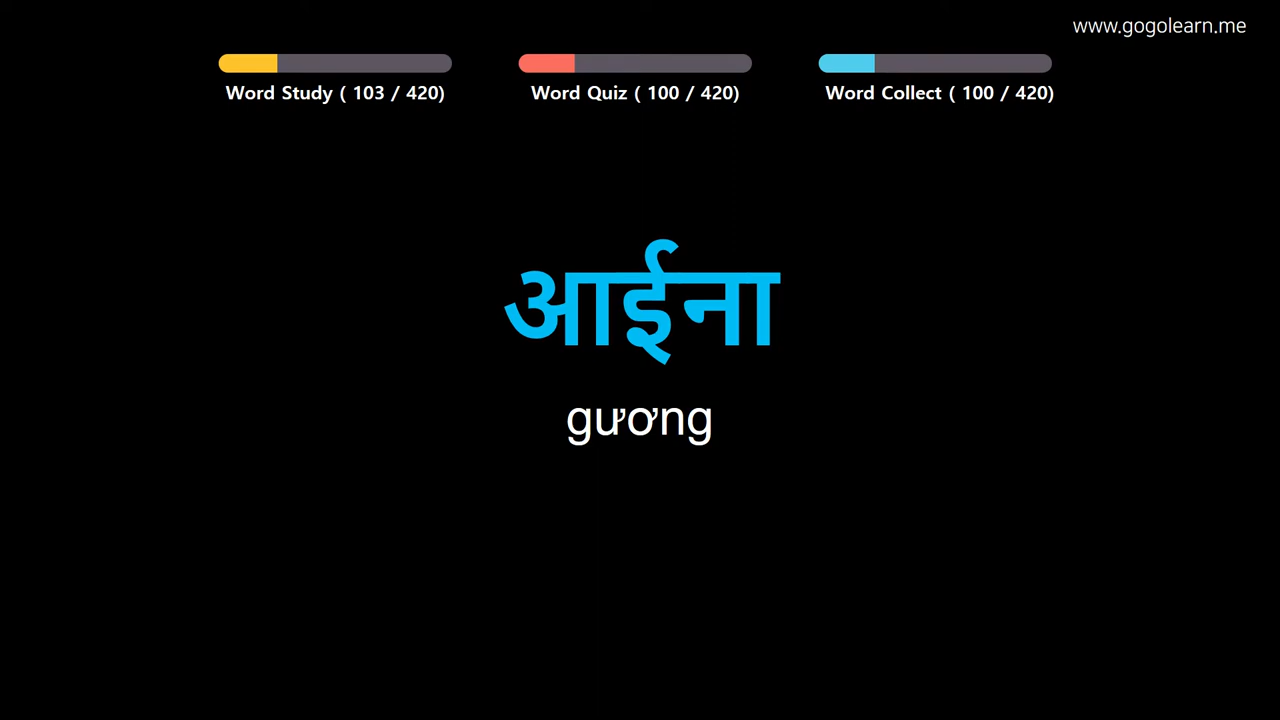 www.gogolearn.me
Word Study ( 103 / 420)
Word Quiz ( 100 / 420)
Word Collect ( 100 / 420)
आईना
gương